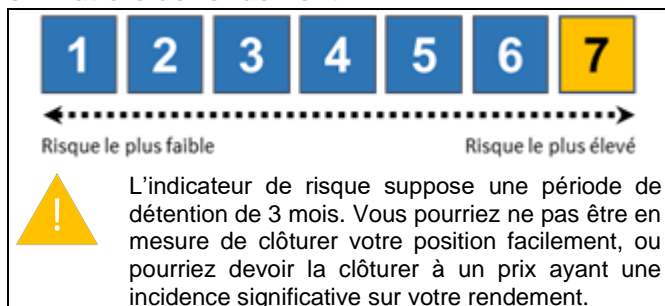 1 2 3 4 5 6 7
Risque le plus faible Risque le plus élevé
!
L'indicateur de risque suppose une période de
détention de 3 mois. Vous pourriez ne pas être en
mesure de clôturer votre position facilement, ou
pourriez devoir la clôturer à un prix ayant une
incidence significative sur votre rendement.